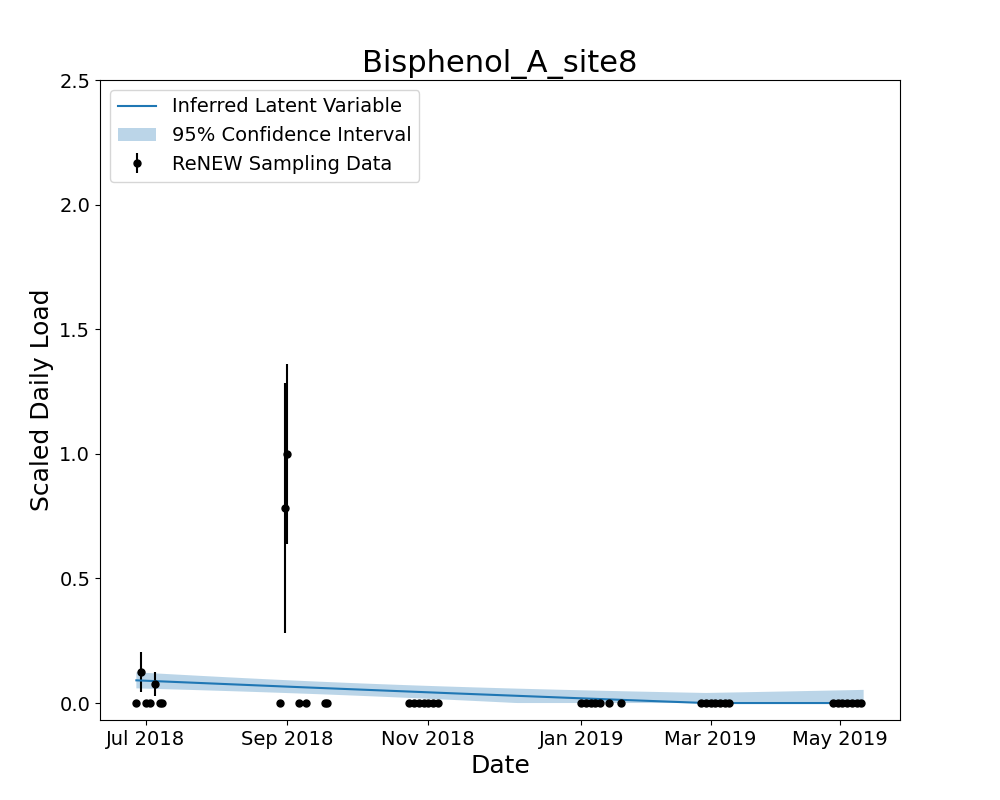 Bisphenol_A_site8
2.5
Inferred Latent Variable
95% Confidence Interval
ReNEW Sampling Data
2.0
1.5
1.0
0.5
0.0
Scaled Daily Load
Jul 2018 Sep 2018 Nov 2018 Jan 2019 Mar 2019 May 2019
Date